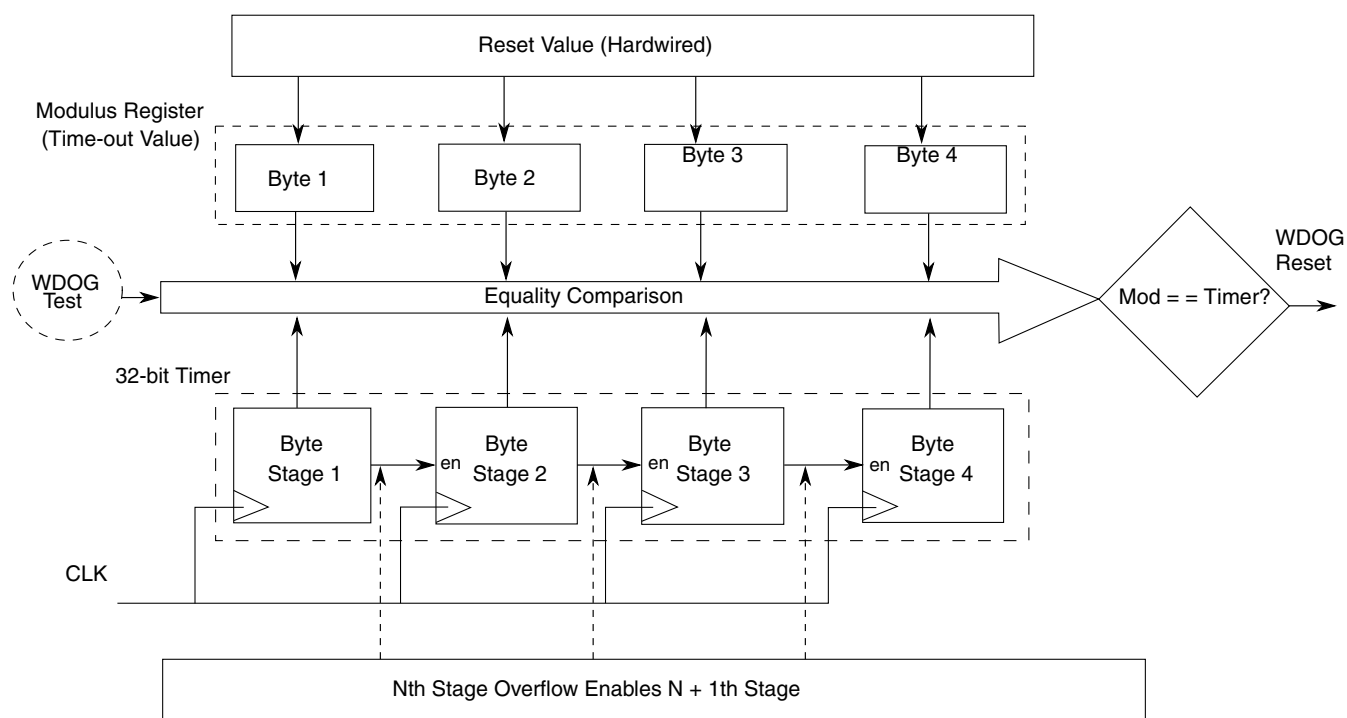 Reset Value (Hardwired)
Modulus Register
(Time-out Value)
Byte 1
Byte 2
Byte 3
Byte 4
WDOG
Test
Equality Comparison
Mod = = Timer?
WDOG
Reset
32-bit Timer
Byte
Stage 1
en
Byte
Stage 2
en
Byte
Stage 3
en
Byte
Stage 4
CLK
Nth Stage Overflow Enables N + 1th Stage